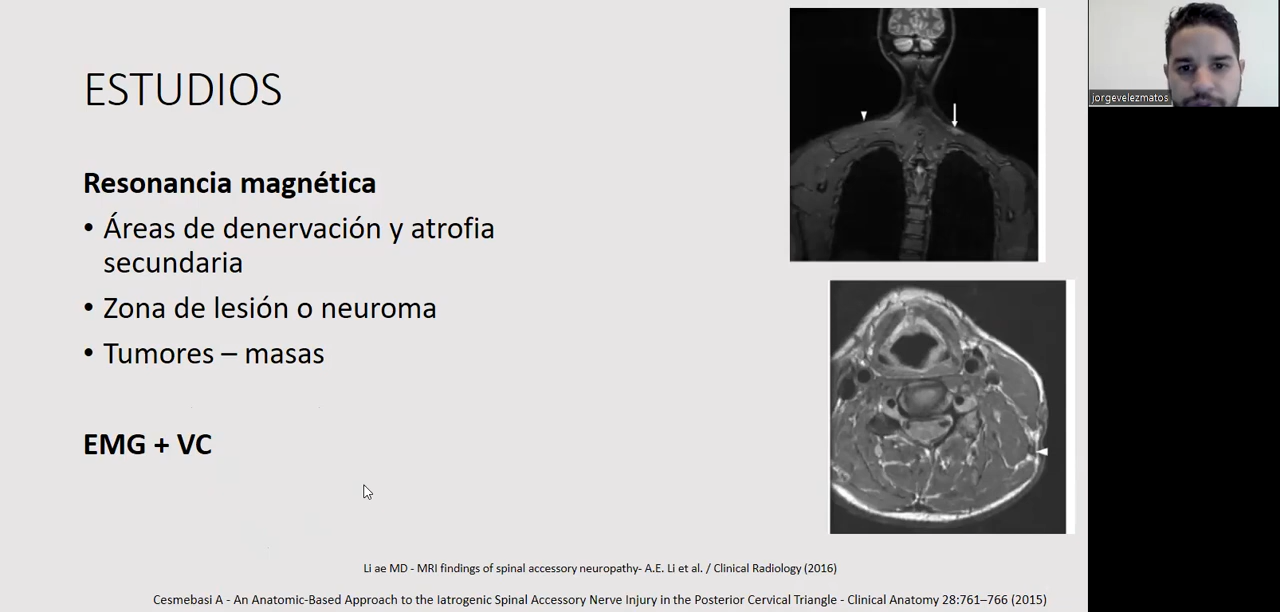 ESTUDIOS
Resonancia magnética
• Áreas de denervación y atrofia
secundaria
• Zona de lesión o neuroma
• Tumores – masas
EMG + VC
jorgevelezmatos
Li ae MD - MRI findings of spinal accessory neuropathy- A.E. Li et al. / Clinical Radiology (2016)
Cesmebasi A - An Anatomic-Based Approach to the Iatrogenic Spinal Accessory Nerve Injury in the Posterior Cervical Triangle - Clinical Anatomy 28:761–766 (2015)